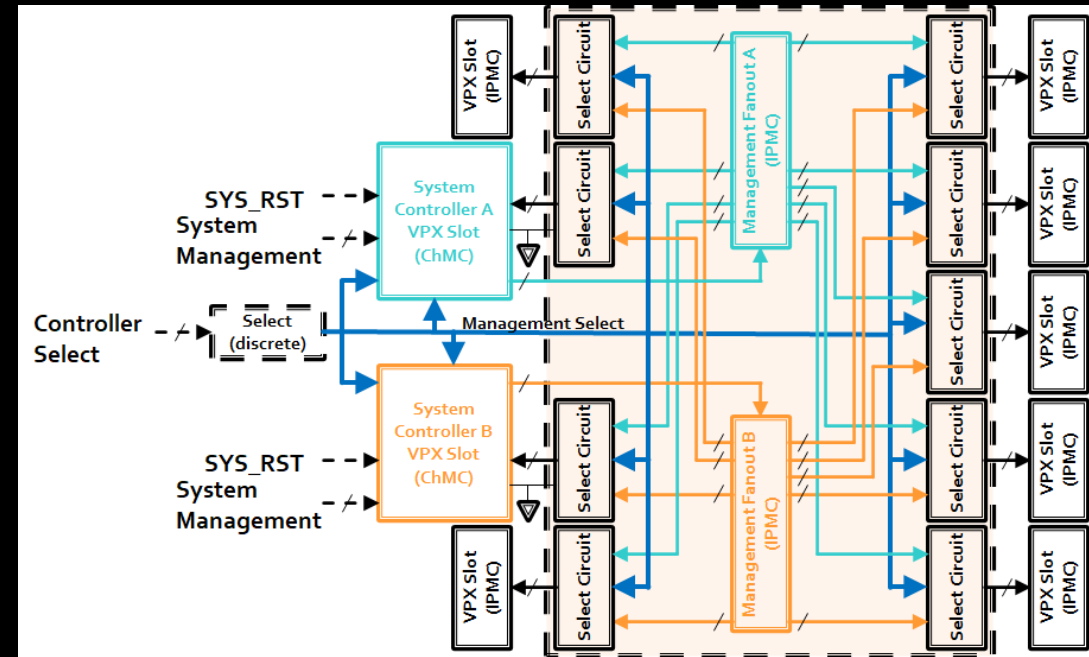 VPX Slot
(IPMC)
Select Circuit
Management Fanout A
(IPMC)
Select Circuit
VPX Slot
(IPMC)
SYS_RST
System
Management
System
Controller A
VPX Slot
(ChMC)
Select Circuit
Select Circuit
VPX Slot
(IPMC)
Controller
Select
Select
(discrete)
Management Select
Select Circuit
VPX Slot
(IPMC)
SYS_RST
System
Management
System
Controller B
VPX Slot
(ChMC)
Select Circuit
Management Fanout B
(IPMC)
Select Circuit
VPX Slot
(IPMC)
VPX Slot
(IPMC)
Select Circuit
Select Circuit
VPX Slot
(IPMC)